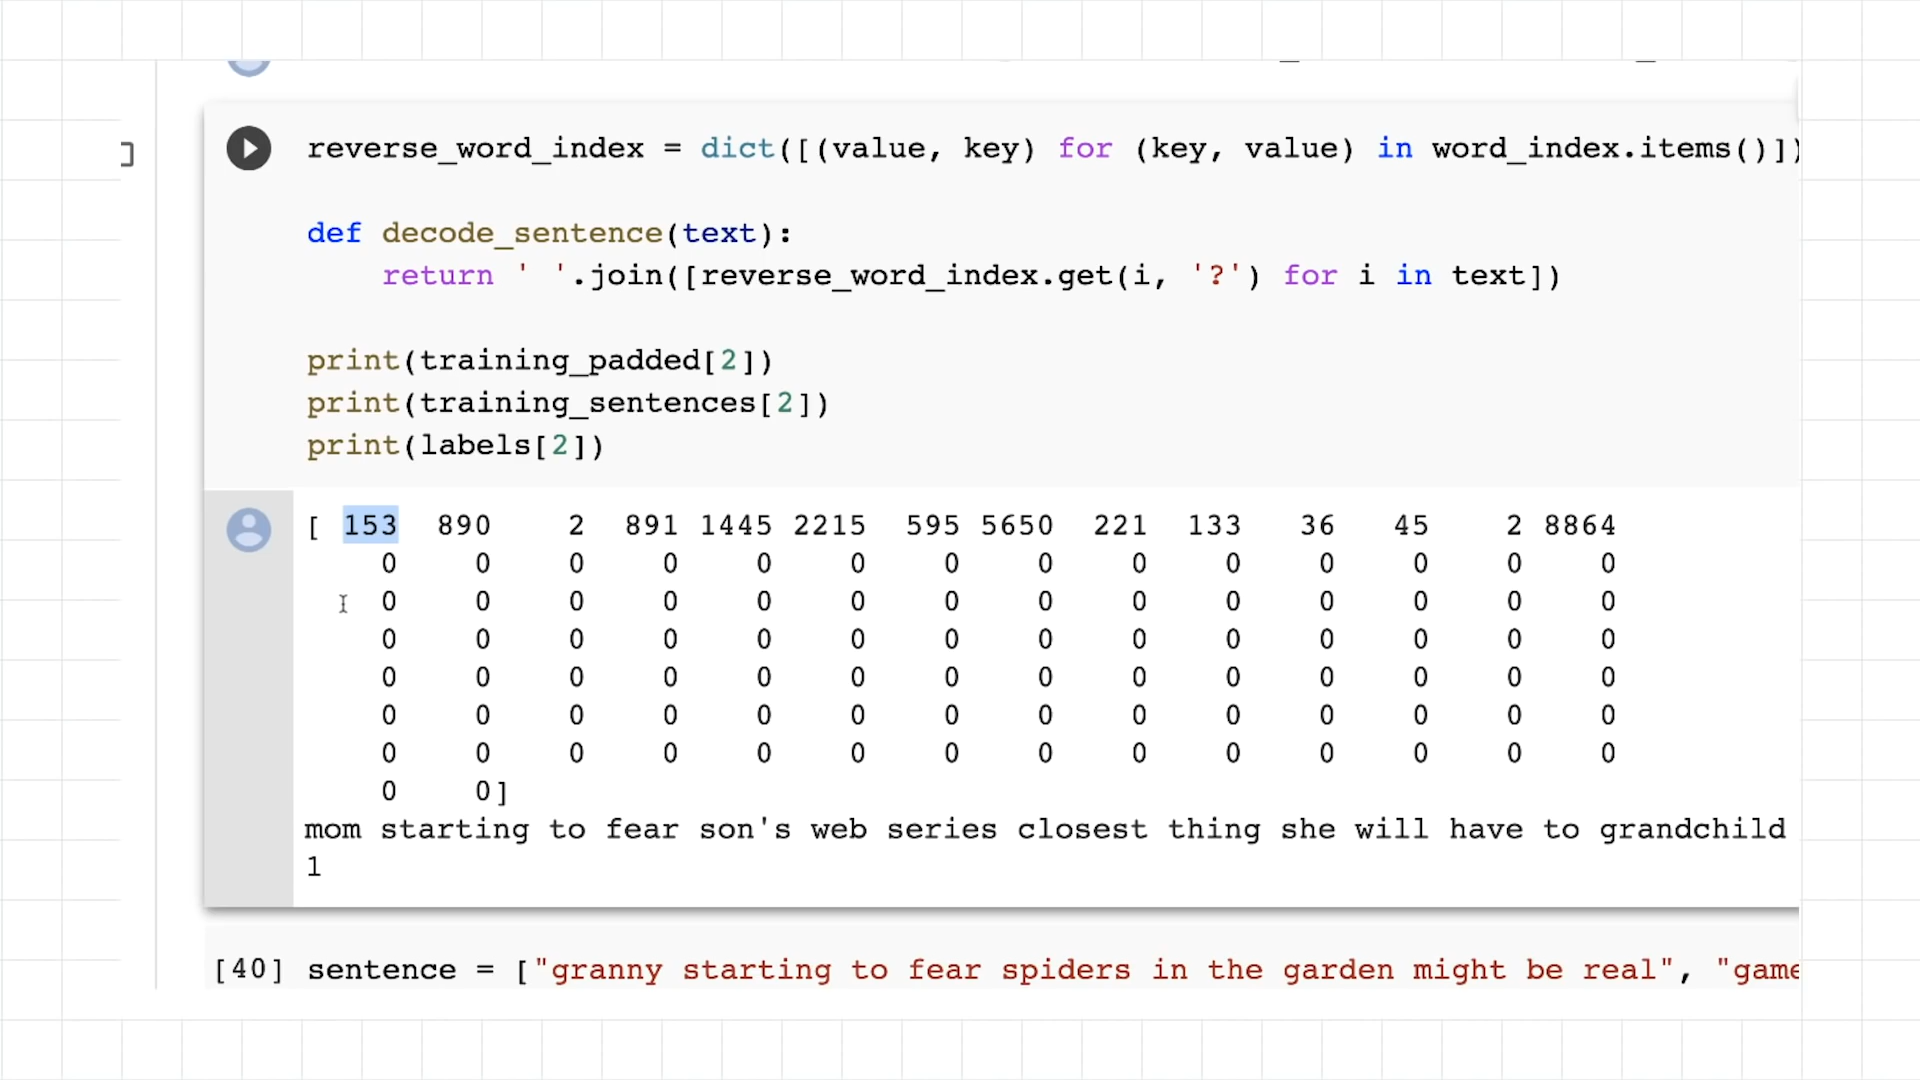 reverse_word_index = dict([(value, key) for (key, value) in word_index.items()])
def decode_sentence(text):
return ' '.join([reverse_word_index.get(i, '?') for i in text])
print(training_padded[2])
print(training_sentences[2])
print(labels[2])
[ 153 890 2 891 1445 2215 595 5650 221 133 36 45 2 8864
0 0 0 0 0 0 0 0 0 0 0 0 0 0
0 0 0 0 0 0 0 0 0 0 0 0 0 0
0 0 0 0 0 0 0 0 0 0 0 0 0 0
0 0 0 0 0 0 0 0 0 0 0 0 0 0
0 0 0 0 0 0 0 0 0 0 0 0 0 0
0 0 0 0 0 0 0 0 0 0 0 0 0 0
0 0]
mom starting to fear son's web series closest thing she will have to grandchild
1
[40] sentence = ["granny starting to fear spiders in the garden might be real", "game